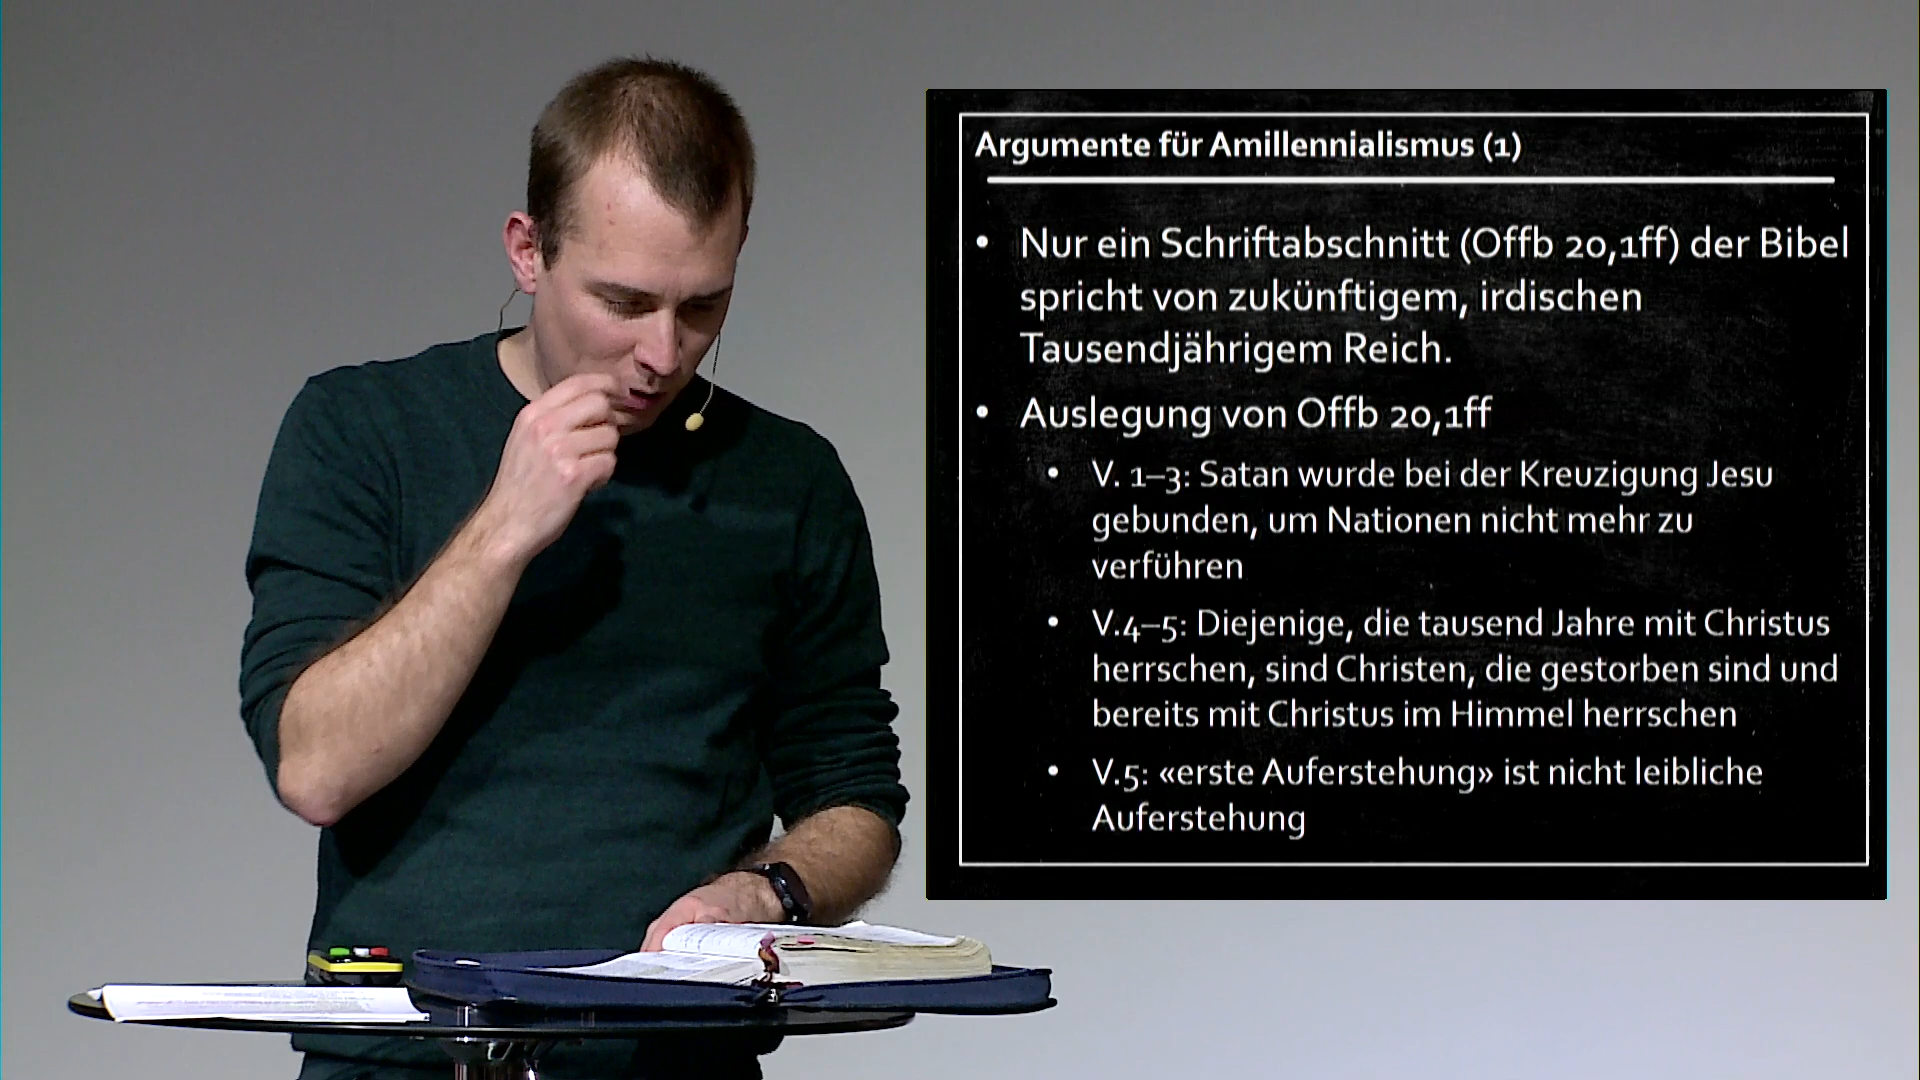 Argumente für Amillennialismus (1)
• Nur ein Schriftabschnitt (Offb 20,1ff) der Bibel
spricht von zukünftigem, irdischen
Tausendjährigem Reich.
• Auslegung von Offb 20,1ff
• V. 1–3: Satan wurde bei der Kreuzigung Jesu
gebunden, um Nationen nicht mehr zu
verführen
• V.4–5: Diejenige, die tausend Jahre mit Christus
herrschen, sind Christen, die gestorben sind und
bereits mit Christus im Himmel herrschen
• V.5: «erste Auferstehung» ist nicht leibliche
Auferstehung